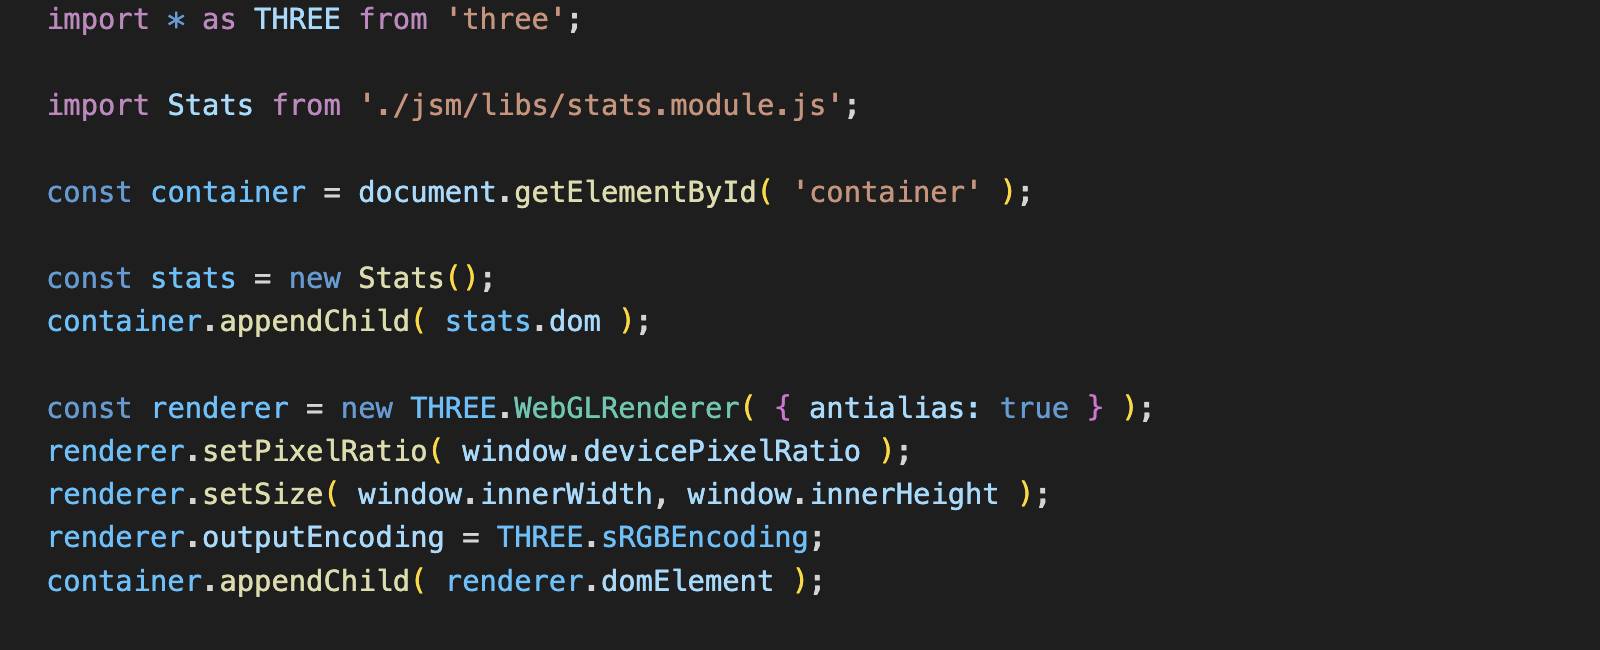 import * as THREE from 'three';
import Stats from './jsm/libs/stats.module.js';
const container = document.getElementById( 'container' );
const stats = new Stats();
container.appendChild( stats.dom );
const renderer = new THREE.WebGLRenderer( { antialias: true } );
renderer.setPixelRatio( window.devicePixelRatio );
renderer.setSize( window.innerWidth, window.innerHeight );
renderer.outputEncoding = THREE.sRGBEncoding;
container.appendChild( renderer.domElement );